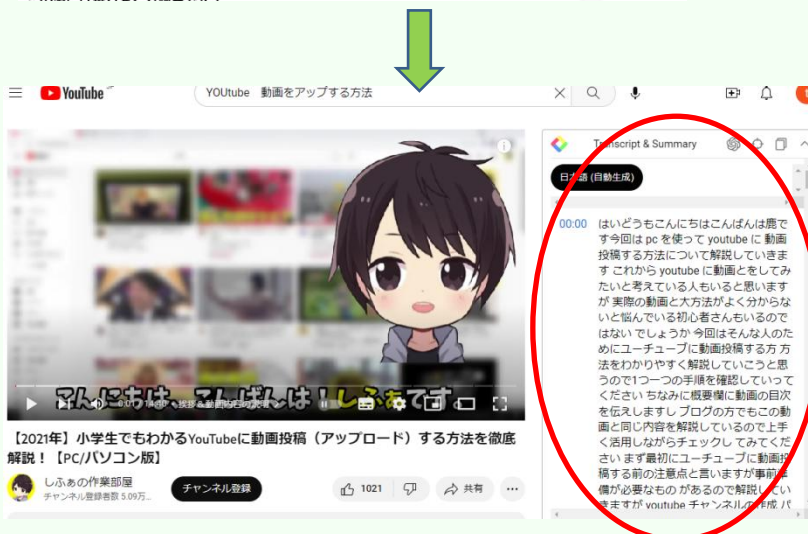 YouTube
YOUtube 動画をアップする方法
Transcript & Summary
日本語 (自動生成)
00:00
はいどうもこんにちはこんばんは鹿で
す今回は pc を使って youtube に 動画
投稿する方法について解説していきま
す これから youtube に動画とをしてみ
たいと考えている人もいると思います
が 実際の動画と大方法がよく分からな
いと悩んでいる初心者さんもいるので
はない でしょうか 今回はそんな人のた
めにユーチューブに動画投稿する方 方
法をわかりやすく解説していこうと思
うので1つ一つの手順を確認していって
ください ちなみに概要欄に動画の目次
を伝えしますし ブログの方でもこの動
画と同じ内容を解説しているので上手
く活用しながらチェックし てみてくだ
さい まず最初にユーチューブに動画投
稿する前の注意点と言いますが事前準
備が必要なもの があるので解説してい
きますが youtube チャンネルの作成 パ
こんにちは、こんばんは！しふぁです
【2021年】小学生でもわかるYouTubeに動画投稿（アップロード）する方法を徹底
解説！【PC/パソコン版】
しふぁの作業部屋
チャンネル登録者数 5.09万...
チャンネル登録
1021
共有